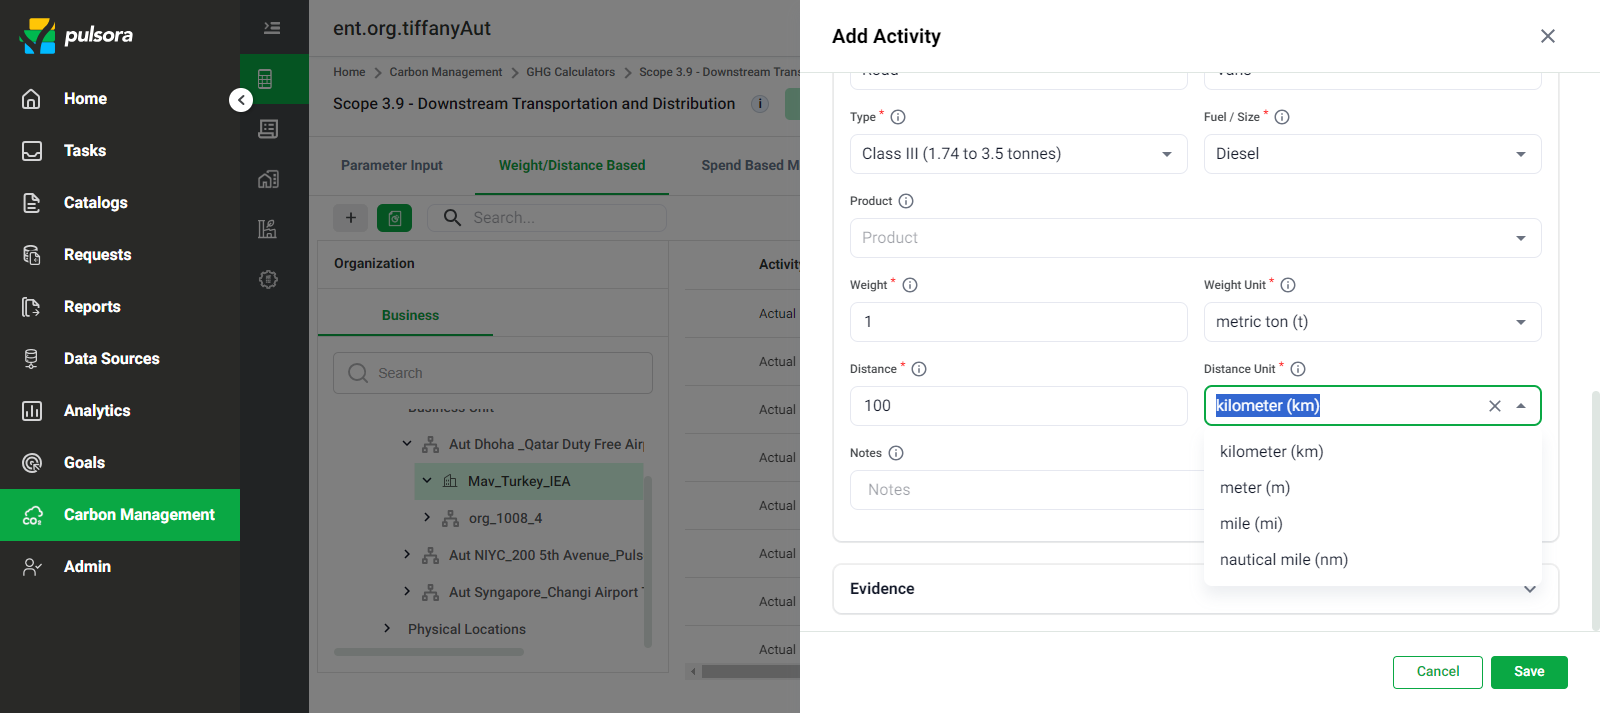 pulsora
Home
Tasks
Catalogs
Requests
Reports
Data Sources
Analytics
Goals
Carbon Management
Admin
ent.org.tiffanyAut
Home > Carbon Management > GHG Calculators > Scope 3.9 - Downstream Trans
Scope 3.9 - Downstream Transportation and Distribution
Parameter Input
Weight/Distance Based
Spend Based M
Search...
Organization
Business
Search
Business Unit
Aut Dhoha _Qatar Duty Free Air
Mav_Turkey_IEA
org_1008_4
Aut NIYC_200 5th Avenue_Puls
Aut Syngapore_Changi Airport T
Physical Locations
Activity
Actual
Actual
Actual
Actual
Actual
Actual
Actual
Actual
Add Activity
Road
Vans
Type *
Fuel / Size *
Class III (1.74 to 3.5 tonnes)
Diesel
Product
Product
Weight *
Weight Unit *
1
metric ton (t)
Distance *
Distance Unit *
100
kilometer (km)
kilometer (km)
meter (m)
mile (mi)
nautical mile (nm)
Notes
Notes
Evidence
Cancel
Save